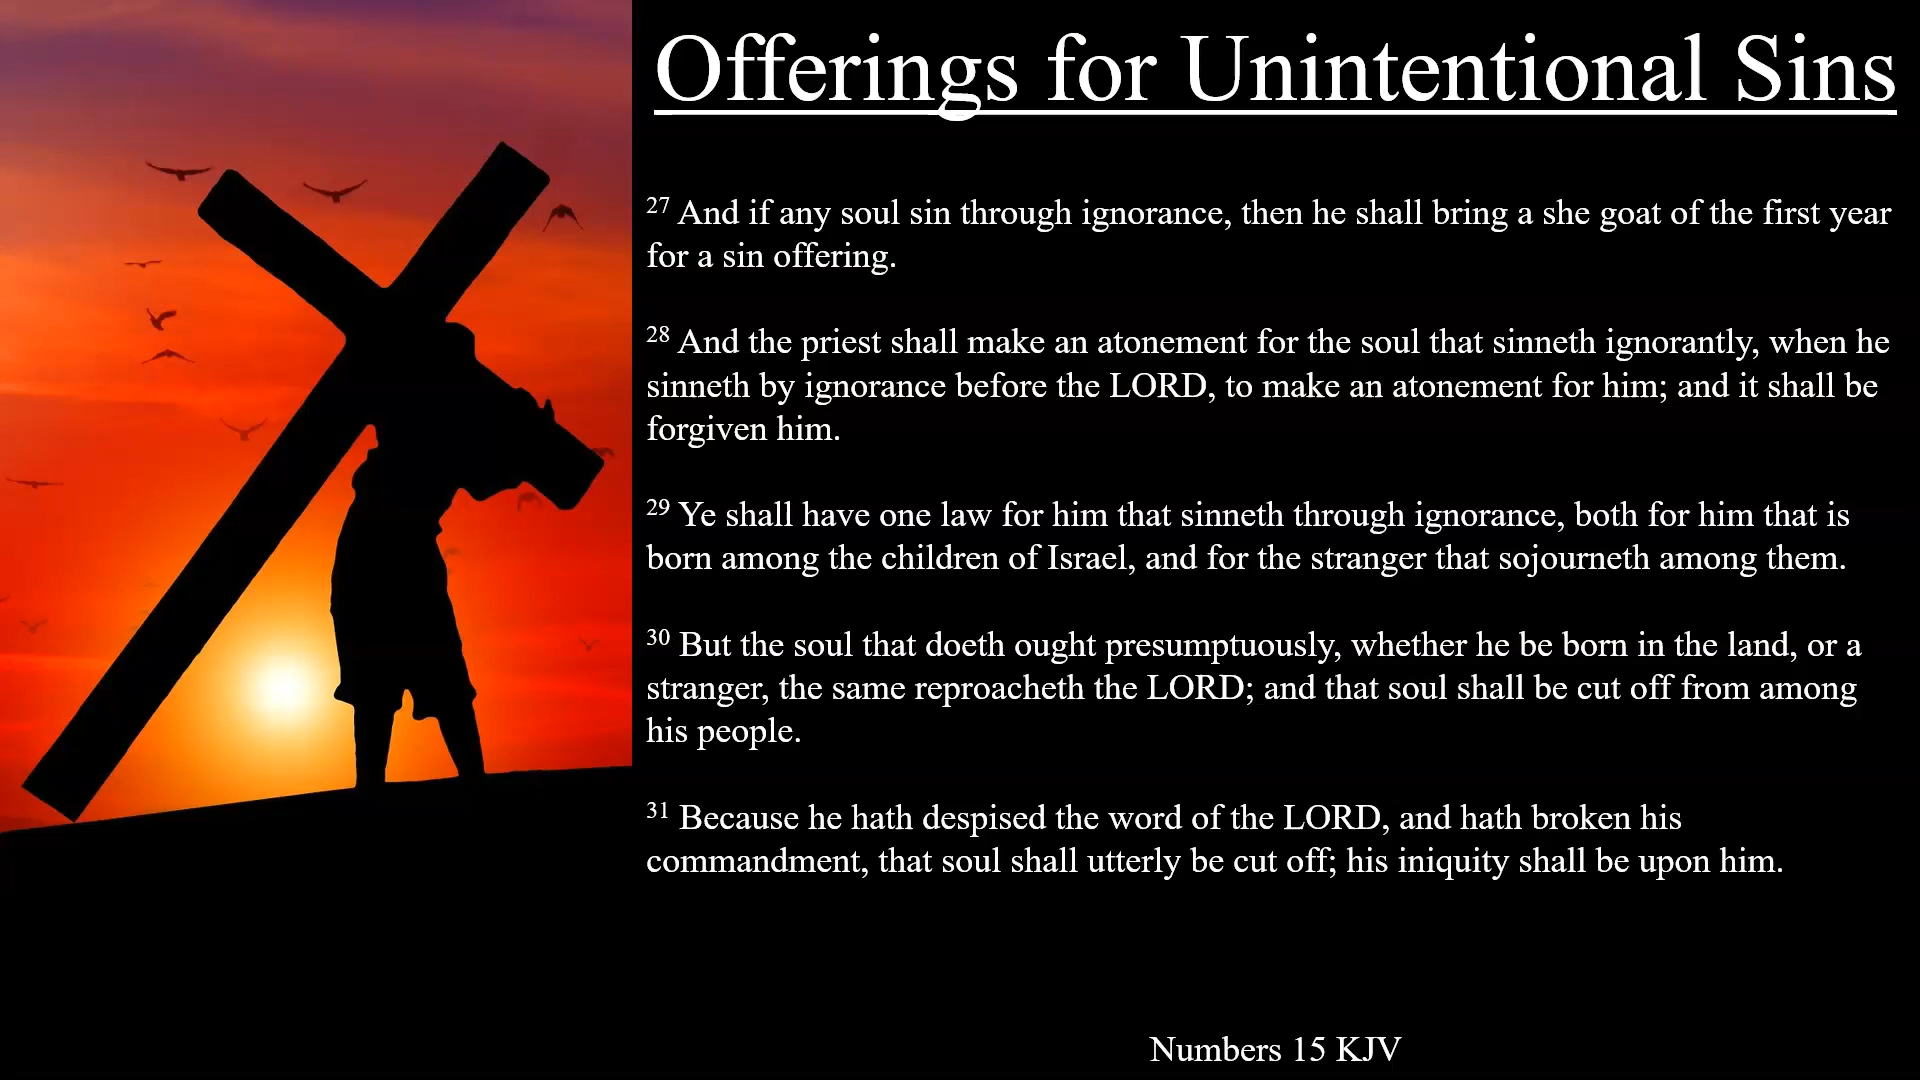 Offerings for Unintentional Sins
27 And if any soul sin through ignorance, then he shall bring a she goat of the first year
for a sin offering.
28 And the priest shall make an atonement for the soul that sinneth ignorantly, when he
sinneth by ignorance before the LORD, to make an atonement for him; and it shall be
forgiven him.
29 Ye shall have one law for him that sinneth through ignorance, both for him that is
born among the children of Israel, and for the stranger that sojourneth among them.
30 But the soul that doeth ought presumptuously, whether he be born in the land, or a
stranger, the same reproacheth the LORD; and that soul shall be cut off from among
his people.
31 Because he hath despised the word of the LORD, and hath broken his
commandment, that soul shall utterly be cut off; his iniquity shall be upon him.
Numbers 15 KJV